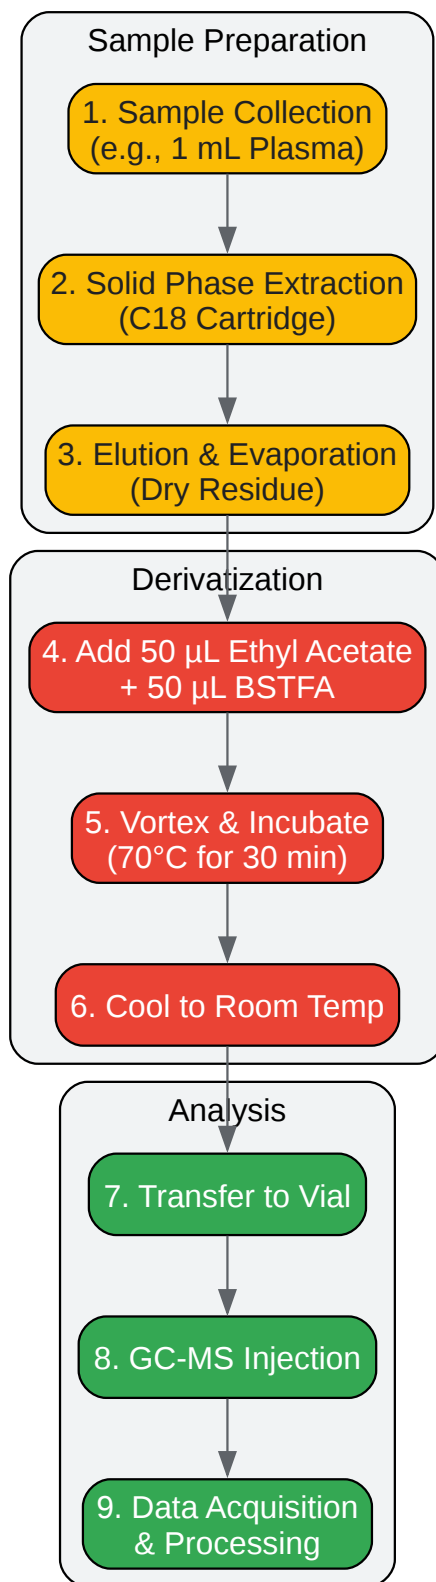 Sample Preparation
1. Sample Collection
(e.g., 1 mL Plasma)
2. Solid Phase Extraction
(C18 Cartridge)
3. Elution & Evaporation
(Dry Residue)
Derivatization
4. Add 50 µL Ethyl Acetate
+ 50 µL BSTFA
5. Vortex & Incubate
(70°C for 30 min)
6. Cool to Room Temp
Analysis
7. Transfer to Vial
8. GC-MS Injection
9. Data Acquisition
& Processing